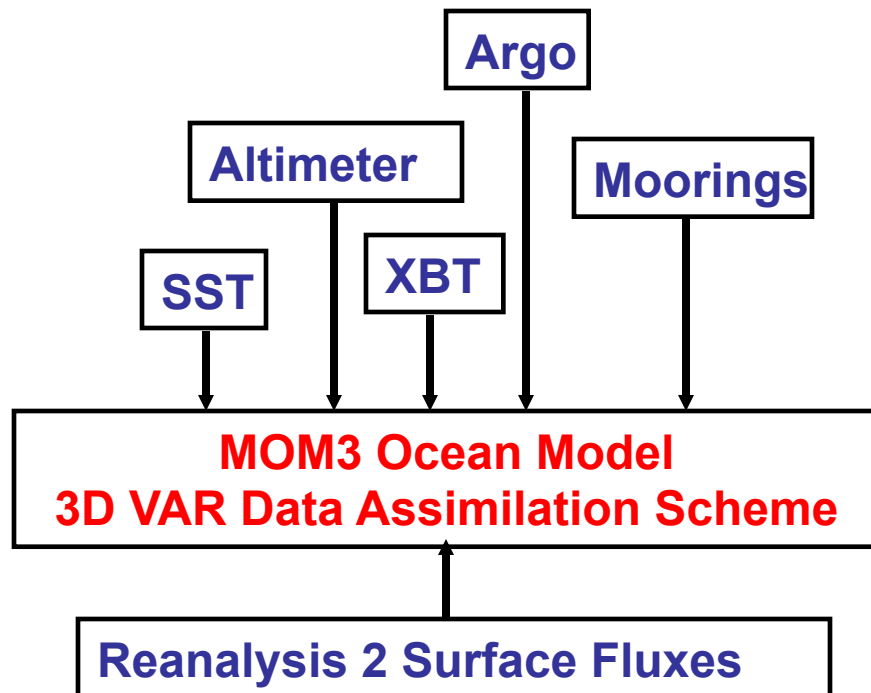 Argo
Altimeter
Moorings
XBT
SST
MOM3 Ocean Model
3D VAR Data Assimilation Scheme
Reanalysis 2 Surface Fluxes